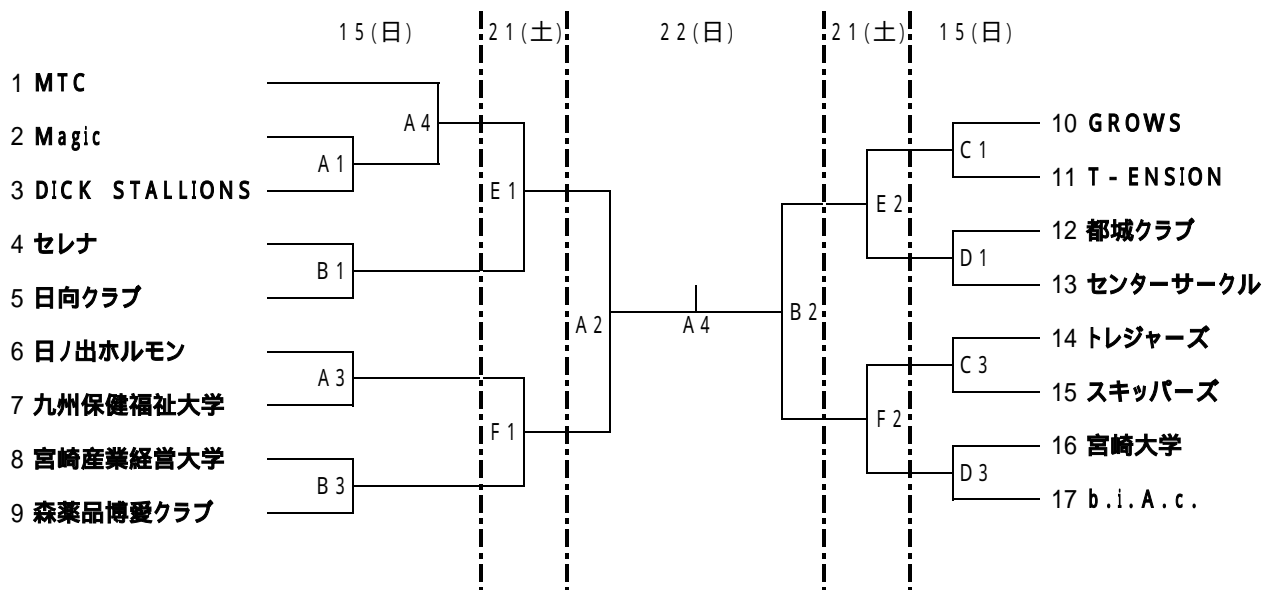 15(日) 21(土) 22(日) 21(土) 15(日)
1 MTC
A4
10 GROWS
2 Magic
C1
A1
11 T-ENSION
3 DICK STALLIONS
E1
E2
12 都城クラブ
4 セレナ
D1
B1
13 センターサークル
5 日向クラブ
A2
A4
B2
14 トレジャーズ
6 日ノ出ホルモン
C3
A3
15 スキッパーズ
7 九州保健福祉大学
F1
F2
16 宮崎大学
8 宮崎産業経営大学
D3
B3
17 b.i.A.c.
9 森薬品博愛クラブ